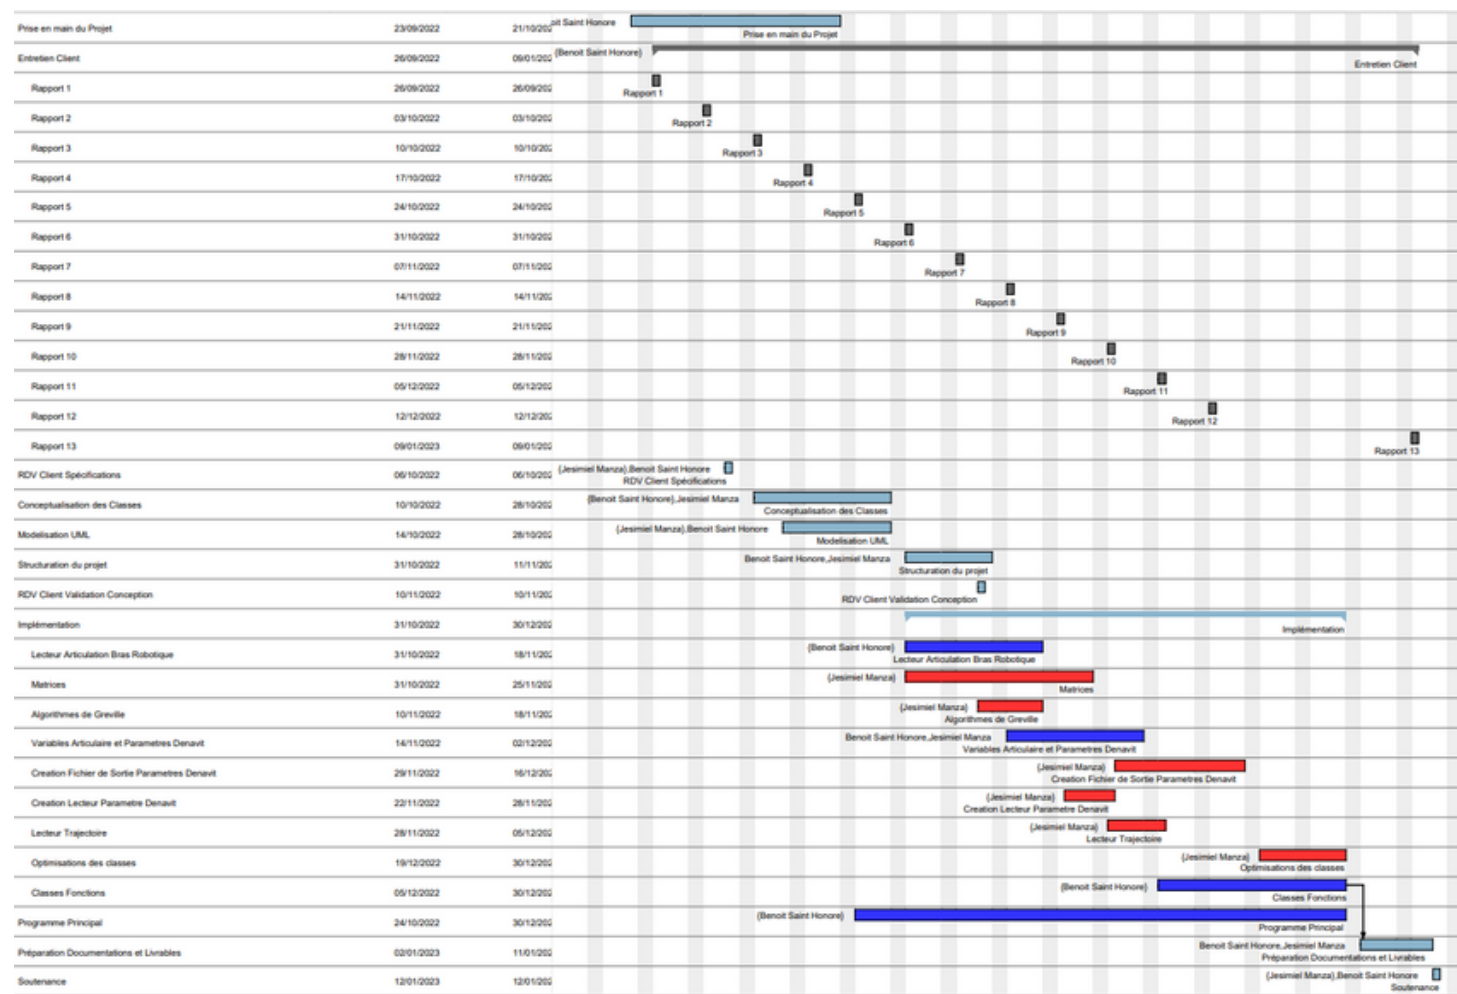 Prise en main du Projet 23/09/2022 21/10/202 oit Saint Honore
Prise en main du Projet
Entretien Client 26/09/2022 09/01/202 {Benoit Saint Honore}
Entretien Client
Rapport 1 26/09/2022 26/09/202
Rapport 1
Rapport 2 03/10/2022 03/10/202
Rapport 2
Rapport 3 10/10/2022 10/10/202
Rapport 3
Rapport 4 17/10/2022 17/10/202
Rapport 4
Rapport 5 24/10/2022 24/10/202
Rapport 5
Rapport 6 31/10/2022 31/10/202
Rapport 6
Rapport 7 07/11/2022 07/11/202
Rapport 7
Rapport 8 14/11/2022 14/11/202
Rapport 8
Rapport 9 21/11/2022 21/11/202
Rapport 9
Rapport 10 28/11/2022 28/11/202
Rapport 10
Rapport 11 05/12/2022 05/12/202
Rapport 11
Rapport 12 12/12/2022 12/12/202
Rapport 12
Rapport 13 09/01/2023 09/01/202
Rapport 13
RDV Client Spécifications 06/10/2022 06/10/202 {Jesimiel Manza},Benoit Saint Honore
RDV Client Spécifications
Conceptualisation des Classes 10/10/2022 28/10/202 {Benoit Saint Honore},Jesimiel Manza
Conceptualisation des Classes
Modelisation UML 14/10/2022 28/10/202 {Jesimiel Manza},Benoit Saint Honore
Modelisation UML
Structuration du projet 31/10/2022 11/11/202 Benoit Saint Honore,Jesimiel Manza
Structuration du projet
RDV Client Validation Conception 10/11/2022 10/11/202
RDV Client Validation Conception
Implémentation 31/10/2022 30/12/202
Implémentation
Lecteur Articulation Bras Robotique 31/10/2022 18/11/202 {Benoit Saint Honore}
Lecteur Articulation Bras Robotique
Matrices 31/10/2022 25/11/202 {Jesimiel Manza}
Matrices
Algorithmes de Greville 10/11/2022 18/11/202 {Jesimiel Manza}
Algorithmes de Greville
Variables Articulaire et Parametres Denavit 14/11/2022 02/12/202 Benoit Saint Honore,Jesimiel Manza
Variables Articulaire et Parametres Denavit
Creation Fichier de Sortie Parametres Denavit 29/11/2022 16/12/202 {Jesimiel Manza}
Creation Fichier de Sortie Parametres Denavit
Creation Lecteur Parametre Denavit 22/11/2022 28/11/202 {Jesimiel Manza}
Creation Lecteur Parametre Denavit
Lecteur Trajectoire 28/11/2022 05/12/202 {Jesimiel Manza}
Lecteur Trajectoire
Optimisations des classes 19/12/2022 30/12/202 {Jesimiel Manza}
Optimisations des classes
Classes Fonctions 05/12/2022 30/12/202 {Benoit Saint Honore}
Classes Fonctions
Programme Principal 24/10/2022 30/12/202 {Benoit Saint Honore}
Programme Principal
Préparation Documentations et Livrables 02/01/2023 11/01/202 Benoit Saint Honore,Jesimiel Manza
Préparation Documentations et Livrables
Soutenance 12/01/2023 12/01/202 {Jesimiel Manza},Benoit Saint Honore
Soutenance